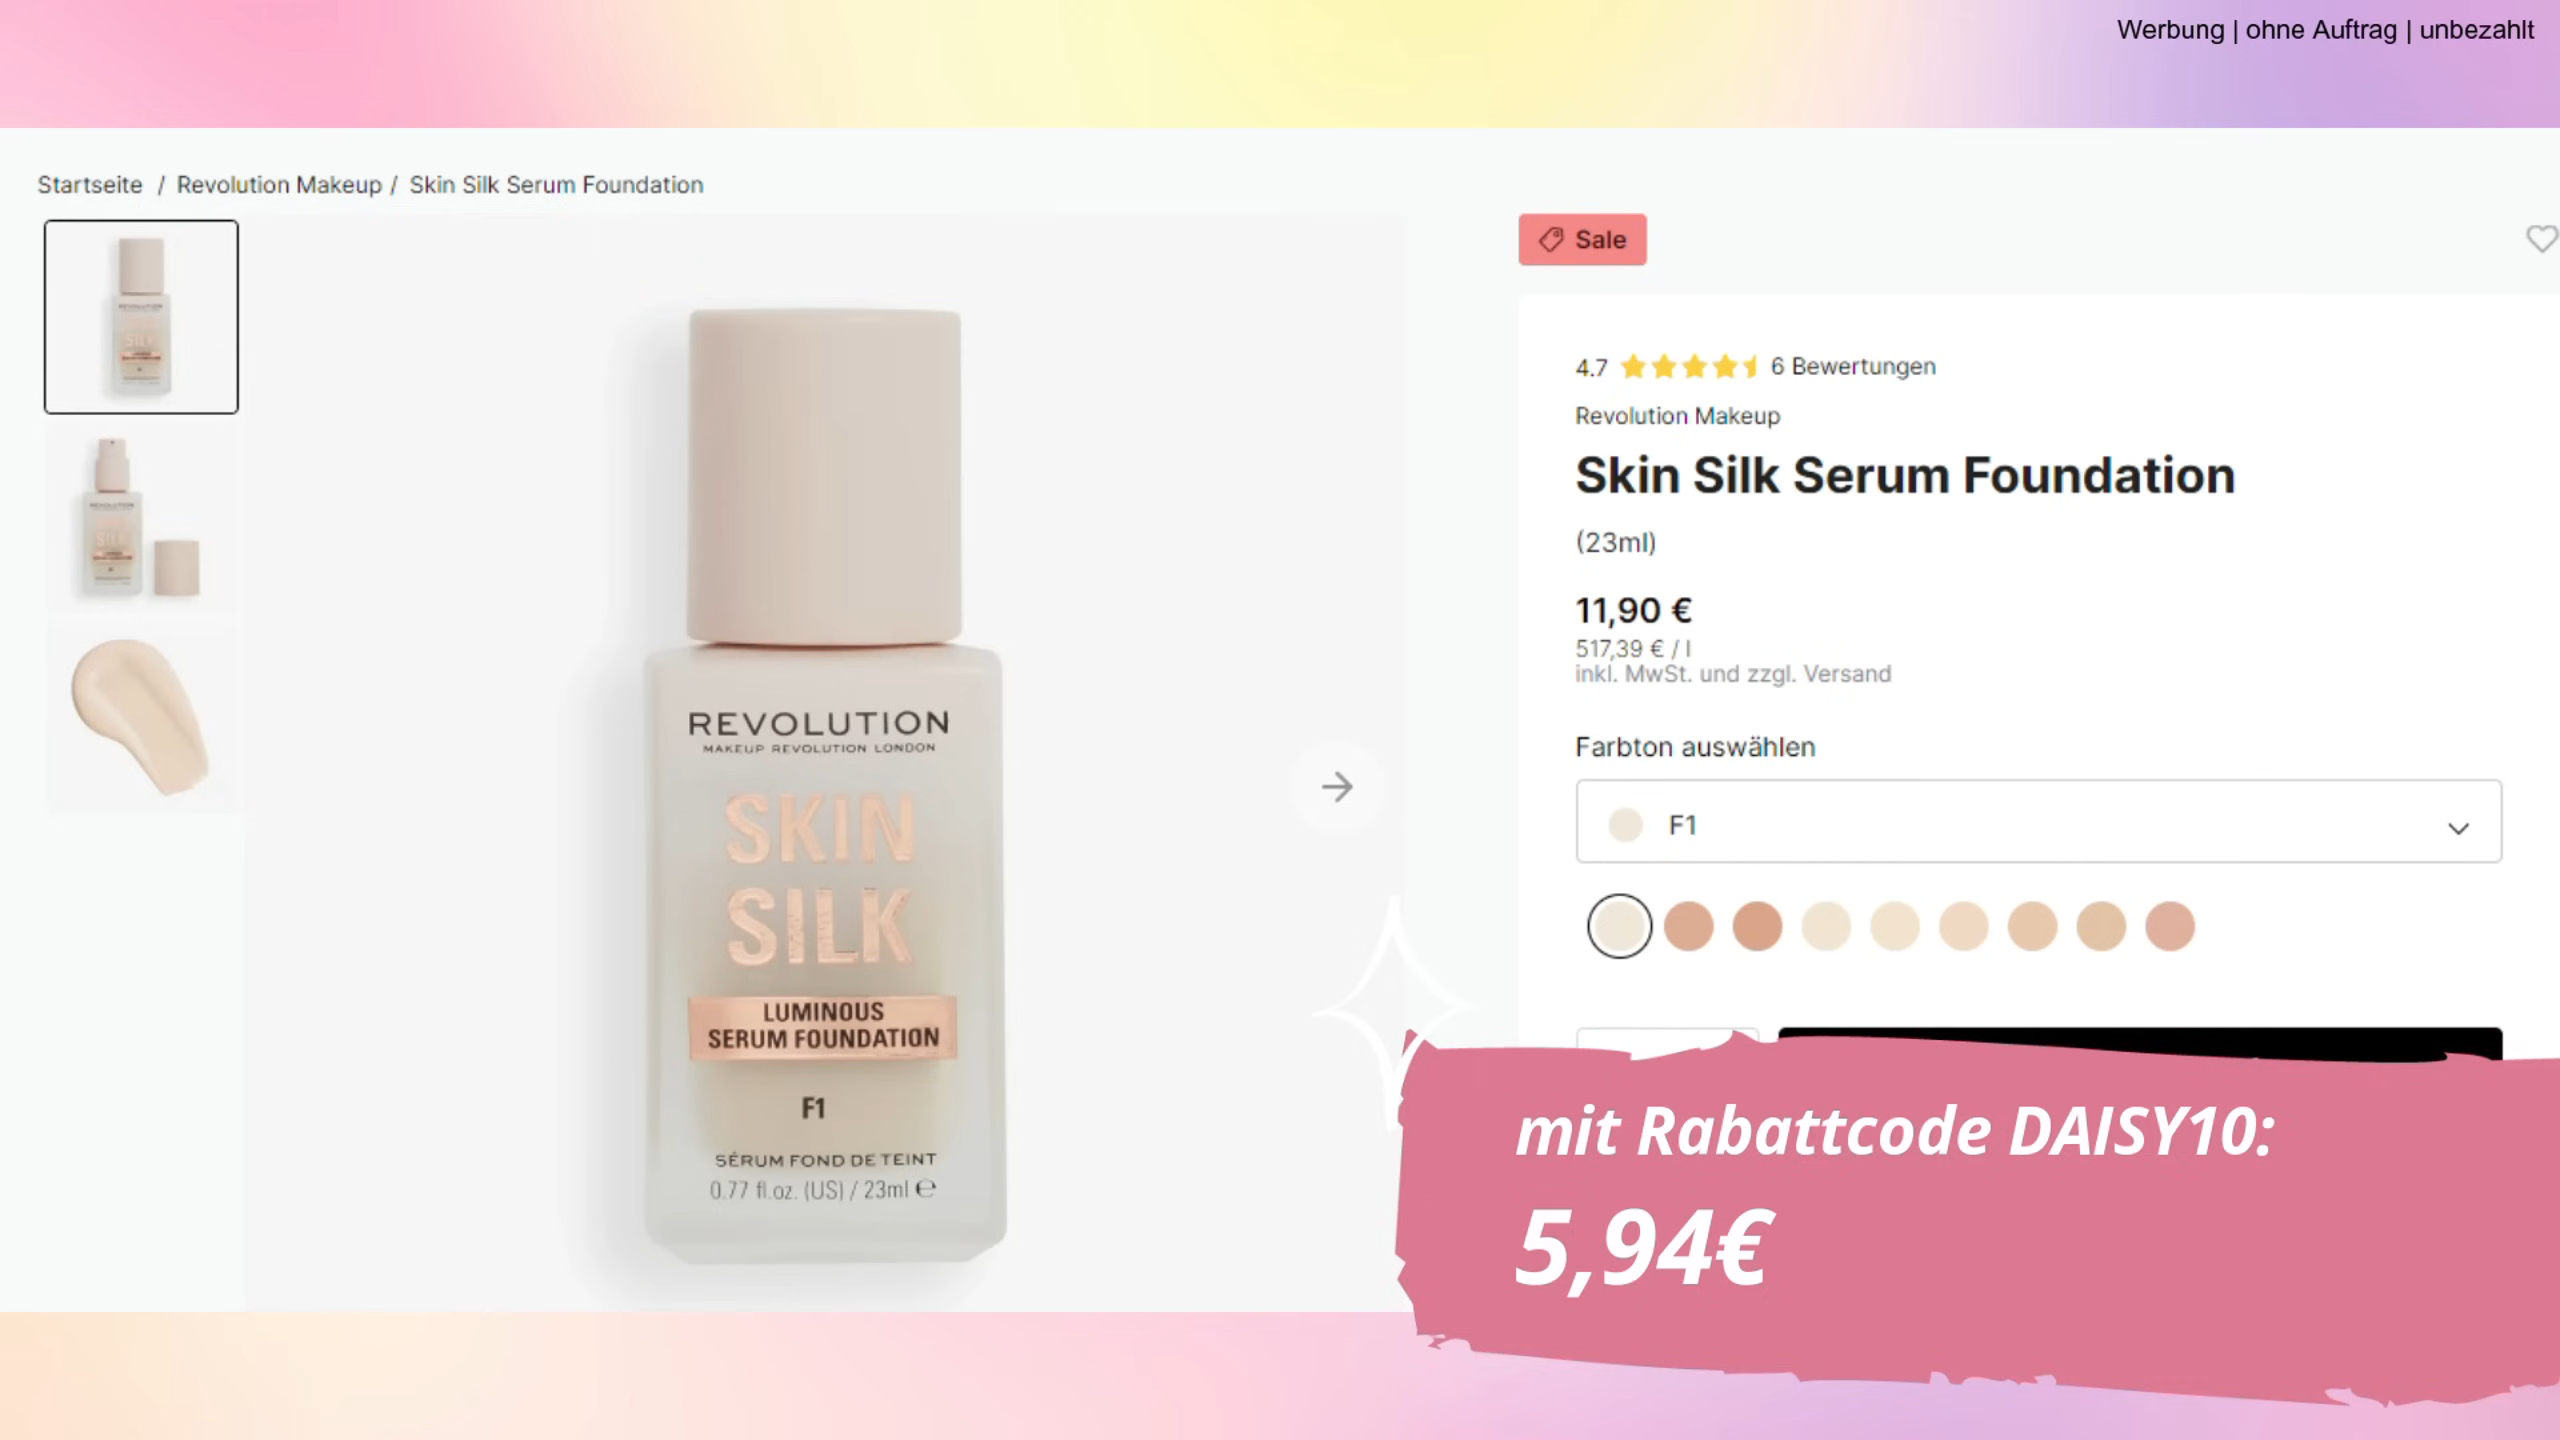 Werbung | ohne Auftrag | unbezahlt
Startseite / Revolution Makeup / Skin Silk Serum Foundation
REVOLUTION
MAKEUP REVOLUTION LONDON
SKIN
SILK
LUMINOUS
SERUM FOUNDATION
F1
SÉRUM FOND DE TEINT
0.77 fl.oz. (US) / 23ml ℮
Sale
4.7 6 Bewertungen
Revolution Makeup
Skin Silk Serum Foundation
(23ml)
11,90 €
517,39 € / l
inkl. MwSt. und zzgl. Versand
Farbton auswählen
F1
mit Rabattcode DAISY10:
5,94€